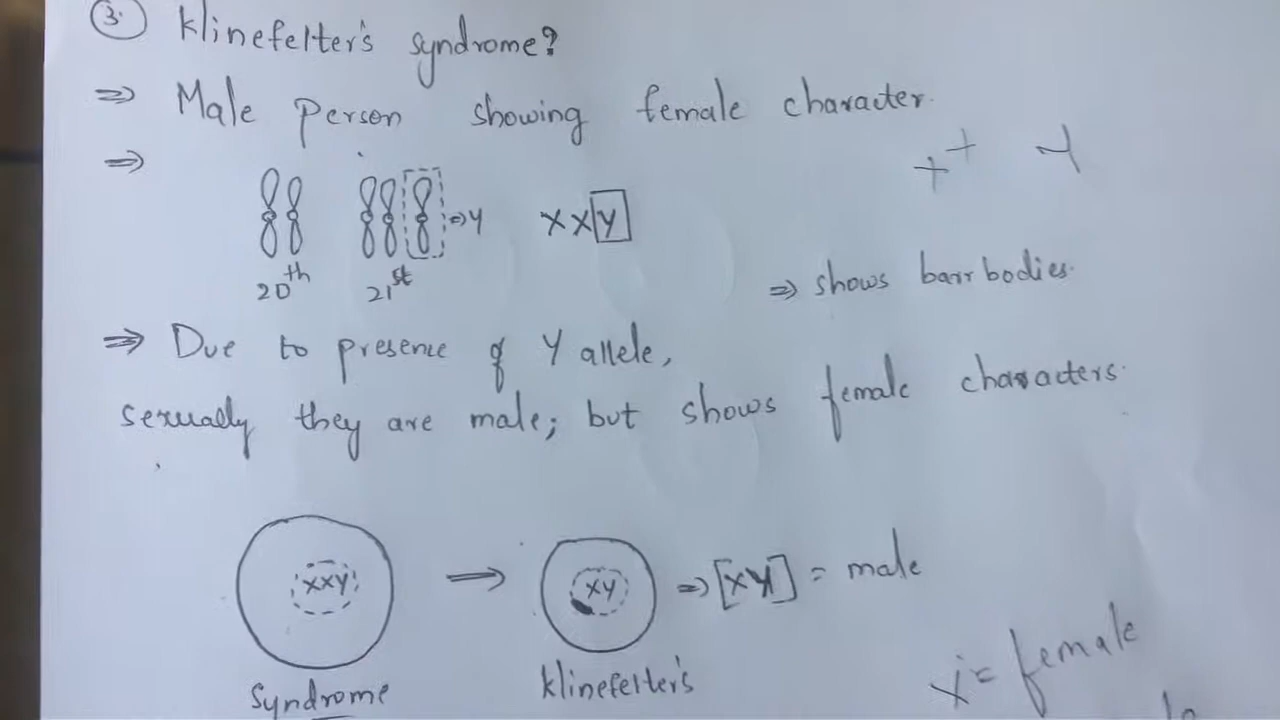 ③ Klinefelter's syndrome?
⇒ Male person showing female character.
⇒
⇒Y XX Y
20th 21st
++ Y
⇒ shows barr bodies.
⇒ Due to presence of Y allele,
sexually they are male; but shows female characters.
XXY ⇒ XY ⇒ [XY] = male
Syndrome Klinefelter's
X = female